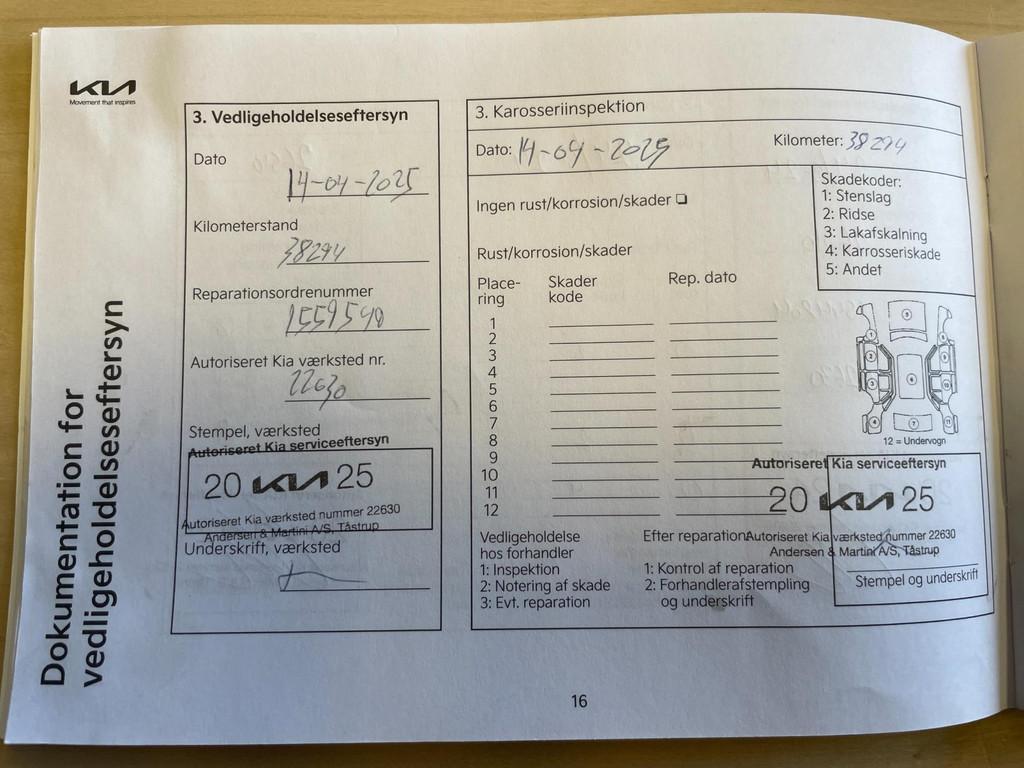 KIA
Movement that inspires
Dokumentation for
vedligeholdelseseftersyn
3. Vedligeholdelseseftersyn
Dato
14-04-2025
Kilometerstand
38294
Reparationsordrenummer
1559540
Autoriseret Kia værksted nr.
22630
Stempel, værksted
Autoriseret Kia serviceeftersyn
20 KIA 25
Autoriseret Kia værksted nummer 22630
Andersen & Martini A/S, Tåstrup
Underskrift, værksted
3. Karosseriinspektion
Dato: 14-04-2025
Kilometer: 38294
Ingen rust/korrosion/skader ❏
Skadekoder:
1: Stenslag
2: Ridse
3: Lakafskalning
4: Karrosseriskade
5: Andet
Rust/korrosion/skader
Place-
ring
Skader
kode
Rep. dato
1
2
3
4
5
6
7
8
9
10
11
12
12 = Undervogn
Autoriseret Kia serviceeftersyn
20 KIA 25
Autoriseret Kia værksted nummer 22630
Andersen & Martini A/S, Tåstrup
Stempel og underskrift
Vedligeholdelse
hos forhandler
1: Inspektion
2: Notering af skade
3: Evt. reparation
Efter reparation
1: Kontrol af reparation
2: Forhandlerafstempling
og underskrift
16